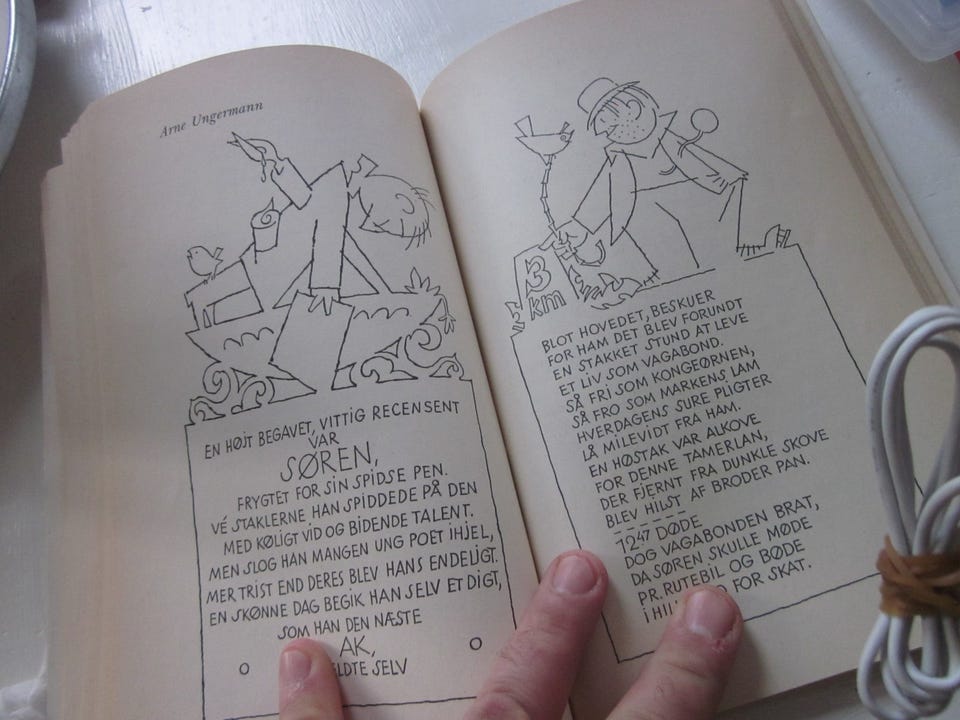 Arne Ungermann
EN HØJT BEGAVET, VITTIG RECENSENT
VAR
SØREN,
FRYGTET FOR SIN SPIDSE PEN.
VÉ STAKLERNE HAN SPIDDEDE PÅ DEN
MED KØLIGT VID OG BIDENDE TALENT.
MEN SLOG HAN MANGEN UNG POET IHJEL,
MER TRIST END DERES BLEV HANS ENDELIGT.
EN SKØNNE DAG BEGIK HAN SELV ET DIGT,
SOM HAN DEN NÆSTE
AK,
SELV
3
km
BLOT HOVEDET, BESKUER
FOR HAM DET BLEV FORUNDT
EN STAKKET STUND AT LEVE
ET LIV SOM VAGABOND.
SÅ FRI SOM KONGEØRNEN,
SÅ FRO SOM MARKENS LAM
HVERDAGENS SURE PLIGTER
LÅ MILEVIDT FRA HAM.
EN HØSTAK VAR ALKOVE
FOR DENNE TAMERLAN,
DER FJERNT FRA DUNKLE SKOVE
BLEV HILST AF BRODER PAN.
1247 DØDE
DOG VAGABONDEN BRAT,
DA SØREN SKULLE MØDE
PR. RUTEBIL OG BØDE
I FOR SKAT.